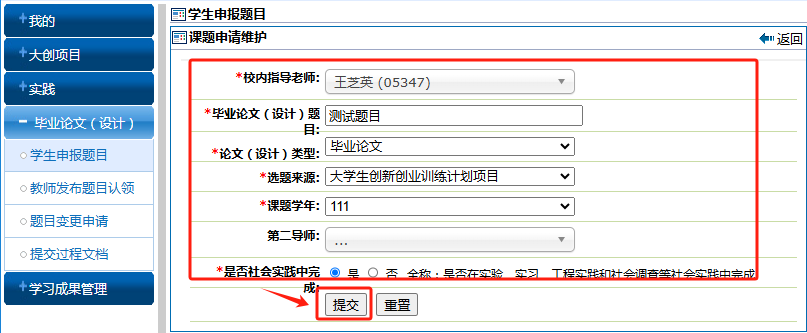 我的
大创项目
实践
毕业论文（设计）
学生申报题目
教师发布题目认领
题目变更申请
提交过程文档
学习成果管理
学生申报题目
课题申请维护
返回
*校内指导老师: 王芝英 (05347)
*毕业论文（设计）题
目: 测试题目
*论文（设计）类型: 毕业论文
*选题来源: 大学生创新创业训练计划项目
*课题学年: 111
第二导师: ...
*是否社会实践中完
成: 是 否 全称：是否在实验、实习、工程实践和社会调查等社会实践中完成
提交 重置